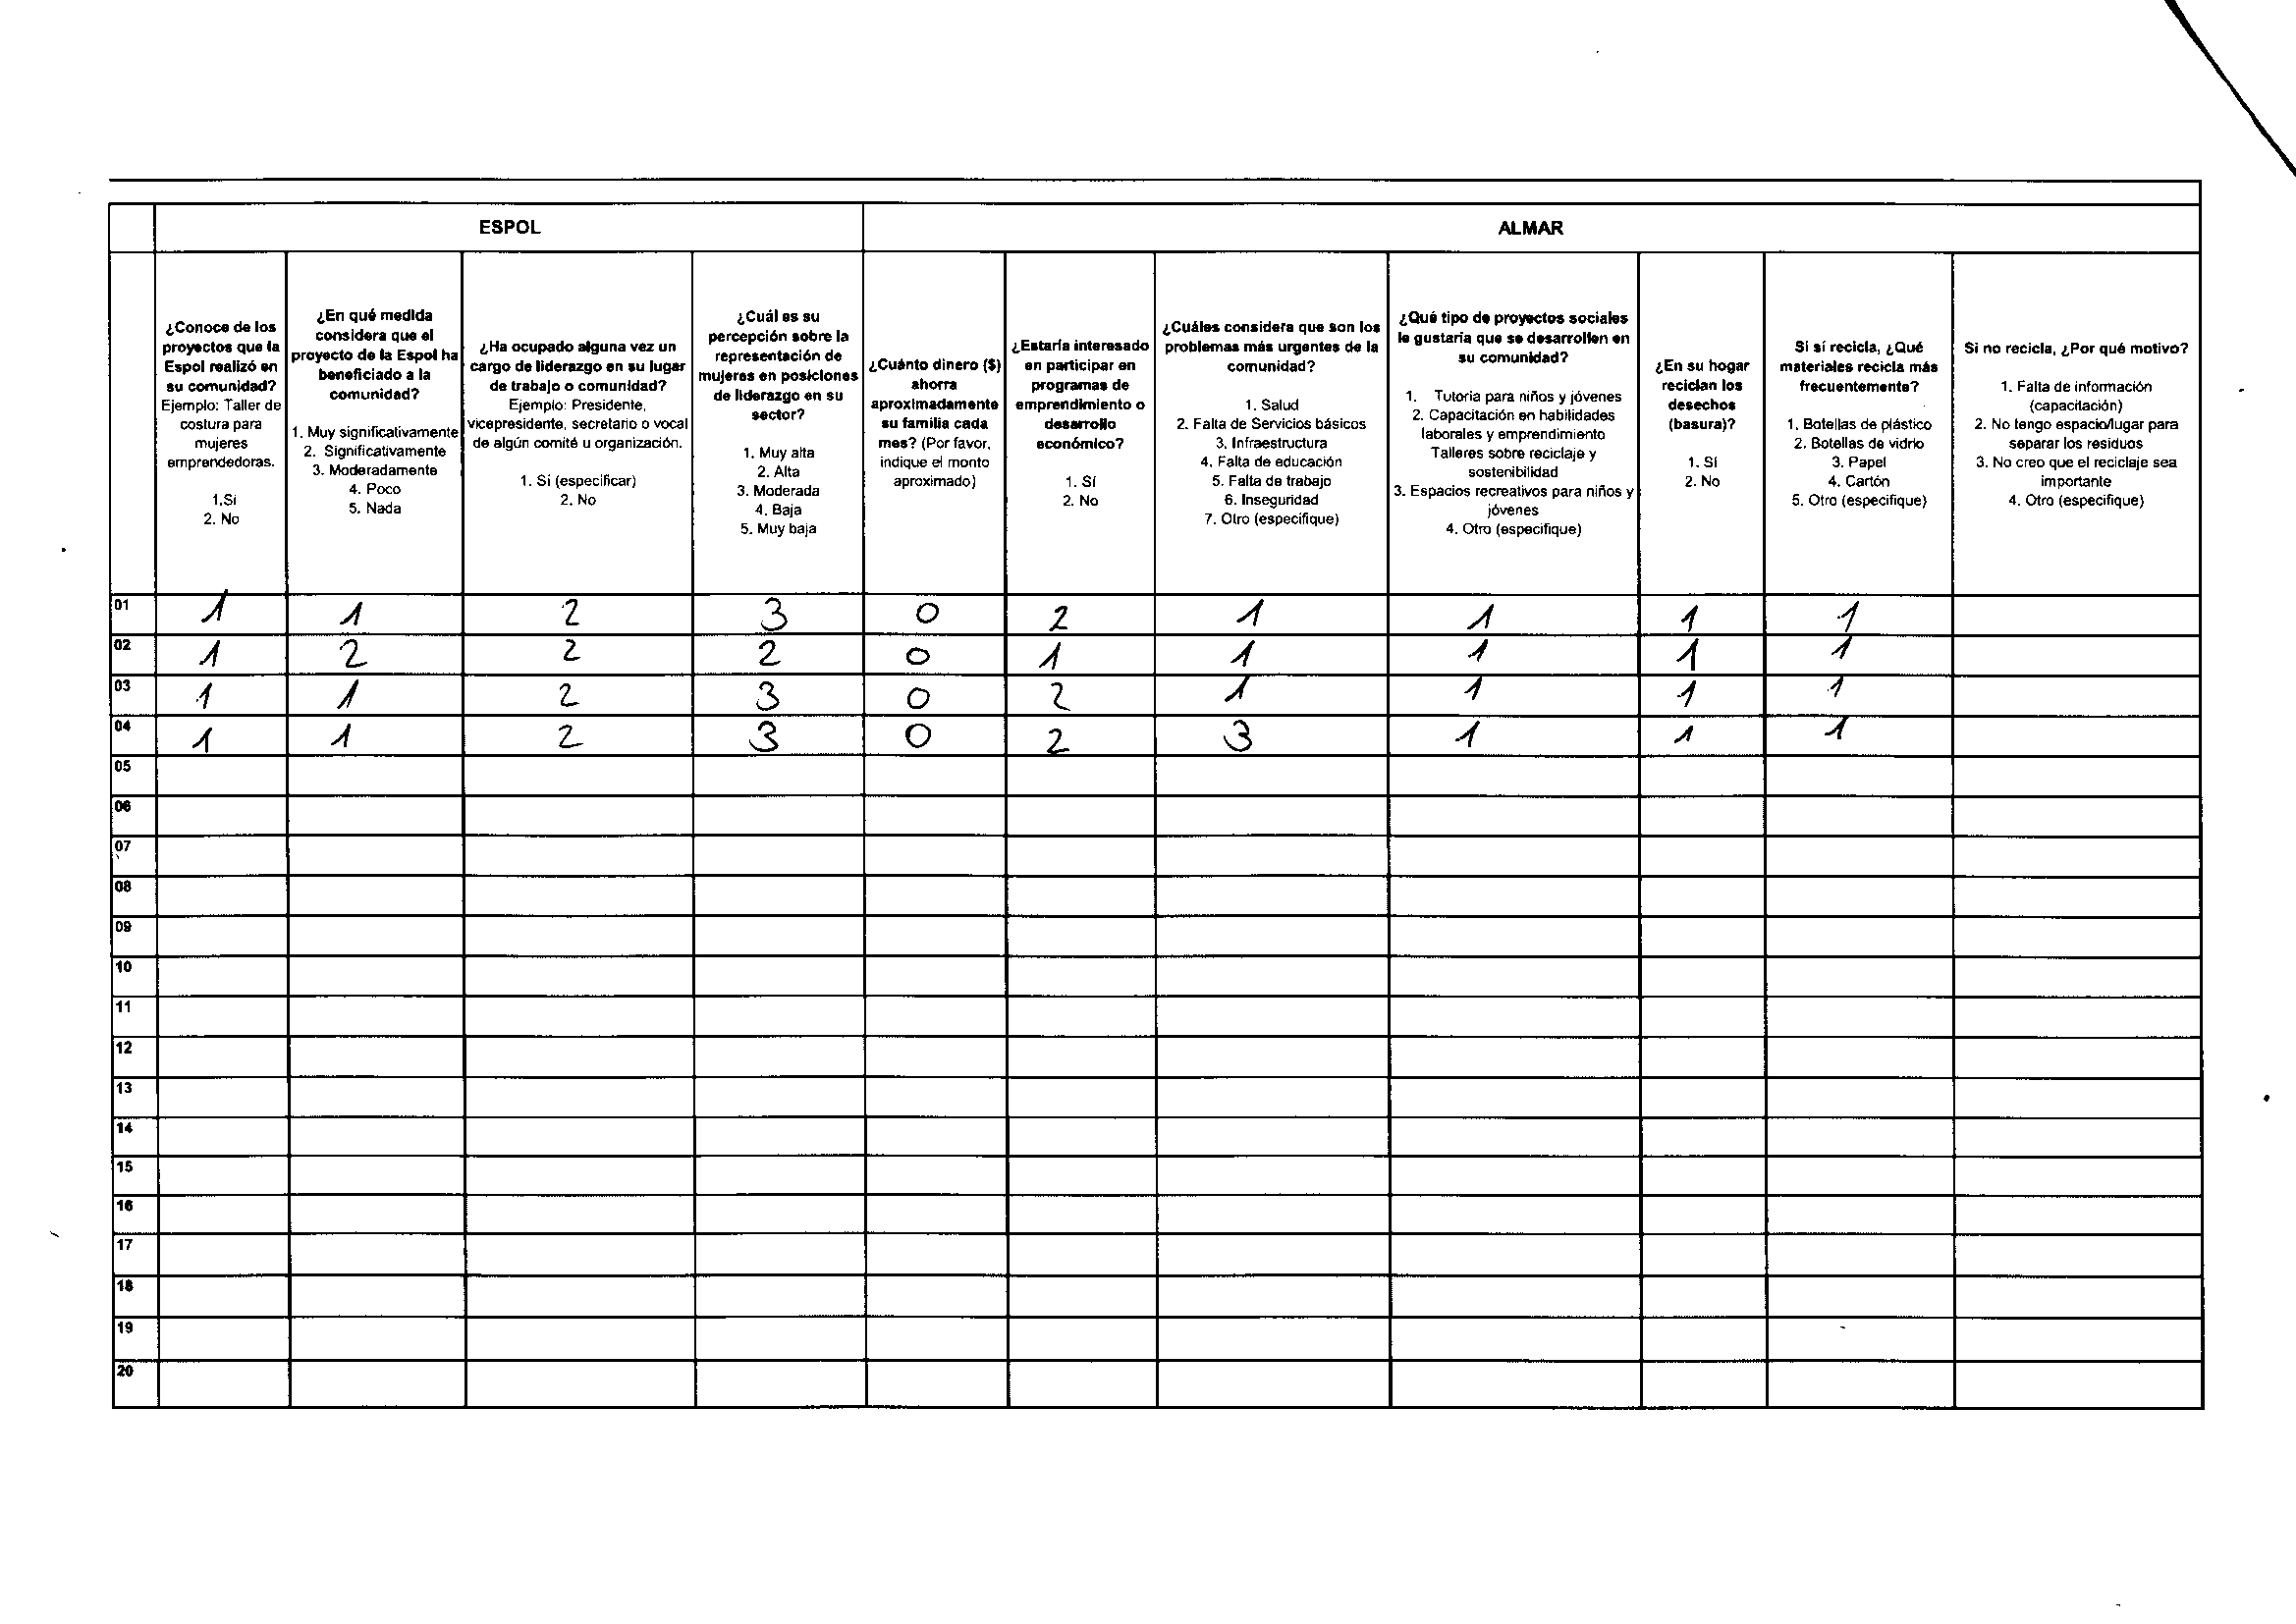 ESPOL
ALMAR
¿Conoce de los
proyectos que la
Espol realizó en
su comunidad?
Ejemplo: Taller de
costura para
mujeres
emprendedoras.
1.Sí
2. No
¿En qué medida
considera que el
proyecto de la Espol ha
beneficiado a la
comunidad?
1. Muy significativamente
2. Significativamente
3. Moderadamente
4. Poco
5. Nada
¿Ha ocupado alguna vez un
cargo de liderazgo en su lugar
de trabajo o comunidad?
Ejemplo: Presidente,
vicepresidente, secretario o vocal
de algún comité u organización.
1. Sí (especificar)
2. No
¿Cuál es su
percepción sobre la
representación de
mujeres en posiciones
de liderazgo en su
sector?
1. Muy alta
2. Alta
3. Moderada
4. Baja
5. Muy baja
¿Cuánto dinero ($)
ahorra
aproximadamente
su familia cada
mes? (Por favor,
indique el monto
aproximado)
¿Estaría interesado
en participar en
programas de
emprendimiento o
desarrollo
económico?
1. Sí
2. No
¿Cuáles considera que son los
problemas más urgentes de la
comunidad?
1. Salud
2. Falta de Servicios básicos
3. Infraestructura
4. Falta de educación
5. Falta de trabajo
6. Inseguridad
7. Otro (especifique)
¿Qué tipo de proyectos sociales
le gustaría que se desarrollen en
su comunidad?
1. Tutoria para niños y jóvenes
2. Capacitación en habilidades
laborales y emprendimiento
Talleres sobre reciclaje y
sostenibilidad
3. Espacios recreativos para niños y
jóvenes
4. Otro (especifique)
¿En su hogar
reciclan los
desechos
(basura)?
1. Sí
2. No
Si sí recicla, ¿Qué
materiales recicla más
frecuentemente?
1. Botellas de plástico
2. Botellas de vidrio
3. Papel
4. Cartón
5. Otro (especifique)
Si no recicla, ¿Por qué motivo?
1. Falta de información
(capacitación)
2. No tengo espacio/lugar para
separar los residuos
3. No creo que el reciclaje sea
importante
4. Otro (especifique)
01 1 1 2 3 0 2 1 1 1 1
02 1 2 2 2 0 1 1 1 1 1
03 1 1 2 3 0 2 1 1 1 1
04 1 1 2 3 0 2 3 1 1 1
05
06
07
08
09
10
11
12
13
14
15
16
17
18
19
20